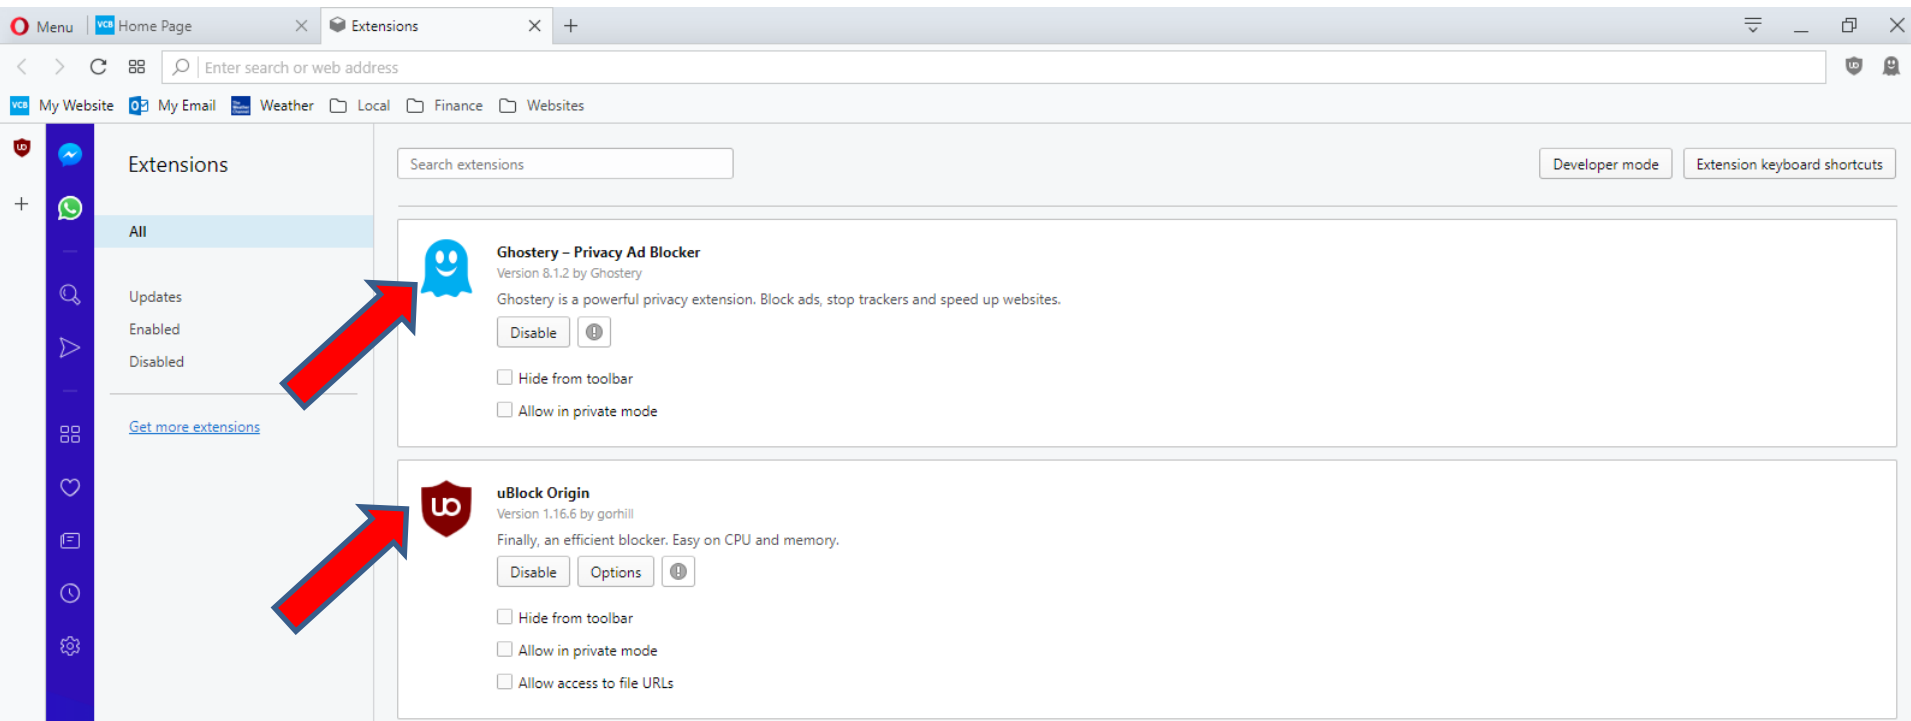 Menu
VCB Home Page
Extensions
Enter search or web address
VCB My Website
My Email
Weather
Local
Finance
Websites
Extensions
All
Updates
Enabled
Disabled
Get more extensions
Search extensions
Developer mode
Extension keyboard shortcuts
Ghostery – Privacy Ad Blocker
Version 8.1.2 by Ghostery
Ghostery is a powerful privacy extension. Block ads, stop trackers and speed up websites.
Disable
Hide from toolbar
Allow in private mode
uO
uBlock Origin
Version 1.16.6 by gorhill
Finally, an efficient blocker. Easy on CPU and memory.
Disable
Options
Hide from toolbar
Allow in private mode
Allow access to file URLs